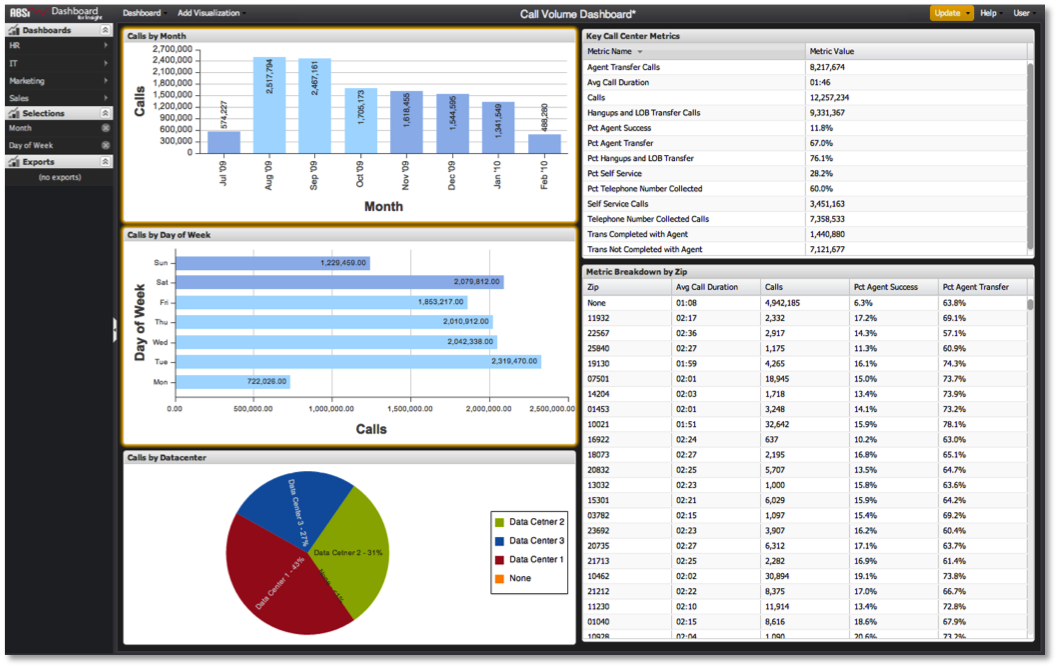 ABSi Dashboard for Insight
Dashboard Add Visualization
Call Volume Dashboard*
Update Help User
Dashboards
HR
IT
Marketing
Sales
Selections
Month
Day of Week
Exports
(no exports)
Calls by Month
Calls
2,700,000
2,400,000
2,100,000
1,800,000
1,500,000
1,200,000
900,000
600,000
300,000
0
574,227
2,517,794
2,467,161
1,705,173
1,616,455
1,544,595
1,341,549
488,280
Jul '09
Aug '09
Sep '09
Oct '09
Nov '09
Dec '09
Jan '10
Feb '10
Month
Calls by Day of Week
Day of Week
Sun 1,229,459.00
Sat 2,079,812.00
Fri 1,853,217.00
Thu 2,010,912.00
Wed 2,042,338.00
Tue 2,319,470.00
Mon 722,026.00
0.00 500,000.00 1,000,000.00 1,500,000.00 2,000,000.00 2,500,000.00
Calls
Calls by Datacenter
Data Center 3 - 27%
Data Cetner 2 - 31%
Data Center 1 - 43%
Data Cetner 2
Data Center 3
Data Center 1
None
Key Call Center Metrics
Metric Name Metric Value
Agent Transfer Calls 8,217,674
Avg Call Duration 01:46
Calls 12,257,234
Hangups and LOB Transfer Calls 9,331,367
Pct Agent Success 11.8%
Pct Agent Transfer 67.0%
Pct Hangups and LOB Transfer 76.1%
Pct Self Service 28.2%
Pct Telephone Number Collected 60.0%
Self Service Calls 3,451,163
Telephone Number Collected Calls 7,358,533
Trans Completed with Agent 1,440,880
Trans Not Completed with Agent 7,121,677
Metric Breakdown by Zip
Zip Avg Call Duration Calls Pct Agent Success Pct Agent Transfer
None 01:08 4,942,185 6.3% 63.8%
11932 02:17 2,332 17.2% 69.1%
22567 02:36 2,917 14.3% 57.1%
25840 02:27 1,175 11.3% 60.9%
19130 01:59 4,265 16.1% 74.3%
07501 02:01 18,945 15.0% 73.7%
14204 02:03 1,718 13.4% 73.9%
01453 02:01 3,248 14.1% 73.2%
10021 01:51 32,642 15.9% 78.1%
16922 02:24 637 10.2% 63.0%
18073 02:27 2,195 16.8% 65.1%
20832 02:25 5,707 13.5% 64.7%
13032 02:23 1,000 15.8% 63.6%
15301 02:21 6,029 15.9% 64.2%
03782 02:15 1,097 15.4% 69.2%
23692 02:23 3,907 16.2% 60.4%
20735 02:27 6,312 17.1% 63.7%
21713 02:25 2,282 16.9% 61.4%
10462 02:02 30,894 19.1% 73.8%
21212 02:22 8,375 17.0% 66.7%
11230 02:10 11,914 13.4% 72.8%
01040 02:15 8,616 18.6% 67.9%
10928 02:04 1,090 20.6% 73.2%